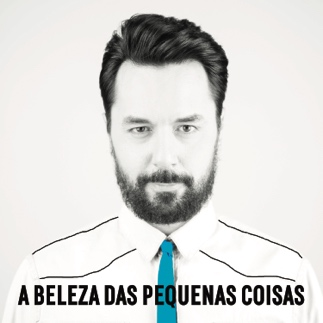 A BELEZA DAS PEQUENAS COISAS